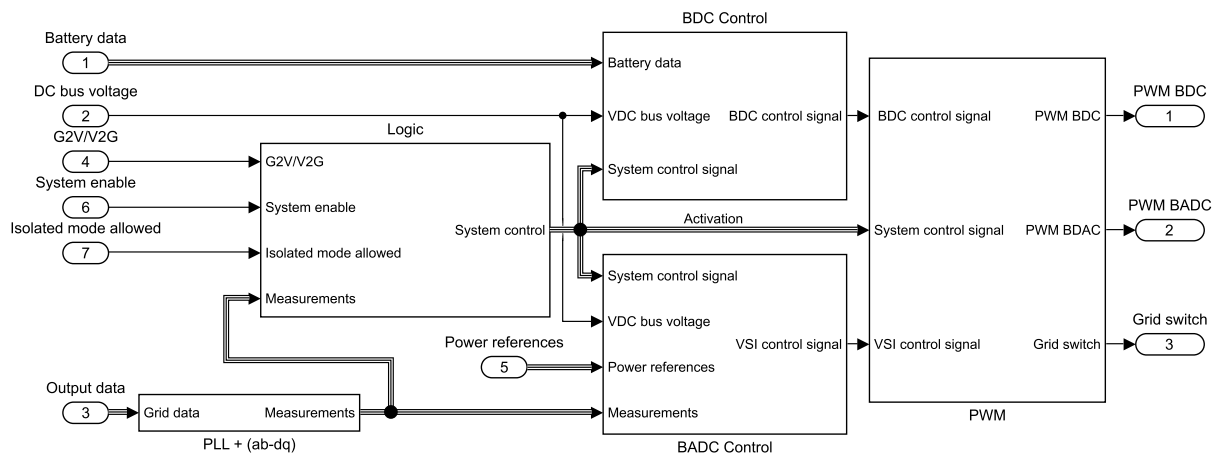 BDC Control
Battery data
1
Battery data
DC bus voltage
2
VDC bus voltage
BDC control signal
BDC control signal
PWM BDC
PWM BDC
1
Logic
G2V/V2G
4
G2V/V2G
System control signal
System enable
6
System enable
Isolated mode allowed
7
Isolated mode allowed
System control
Activation
System control signal
PWM BDAC
PWM BADC
2
Measurements
System control signal
VDC bus voltage
Power references
5
Power references
VSI control signal
VSI control signal
Grid switch
Grid switch
3
Output data
3
Grid data
Measurements
Measurements
PLL + (ab-dq)
BADC Control
PWM